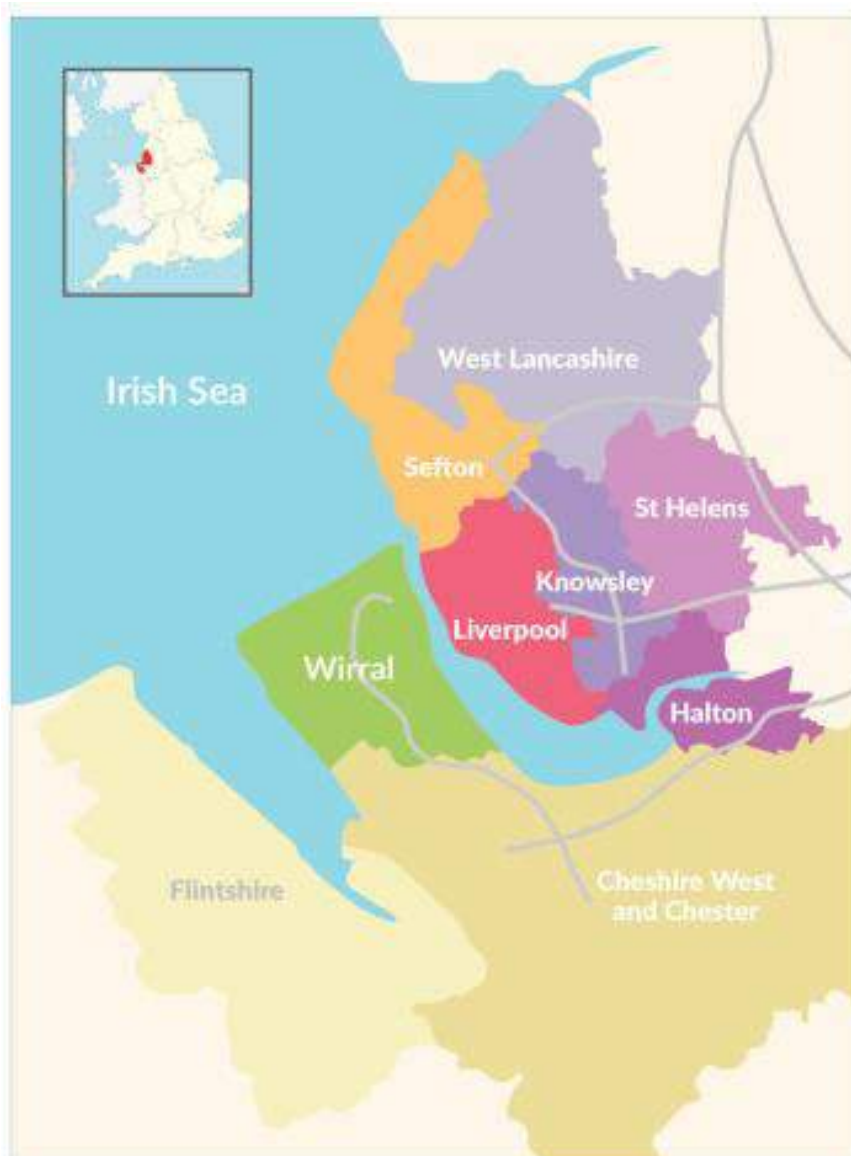 West Lancashire
Irish Sea
Sefton
St Helens
Knowsley
Liverpool
Wirral
Halton
Flintshire
Cheshire West
and Chester